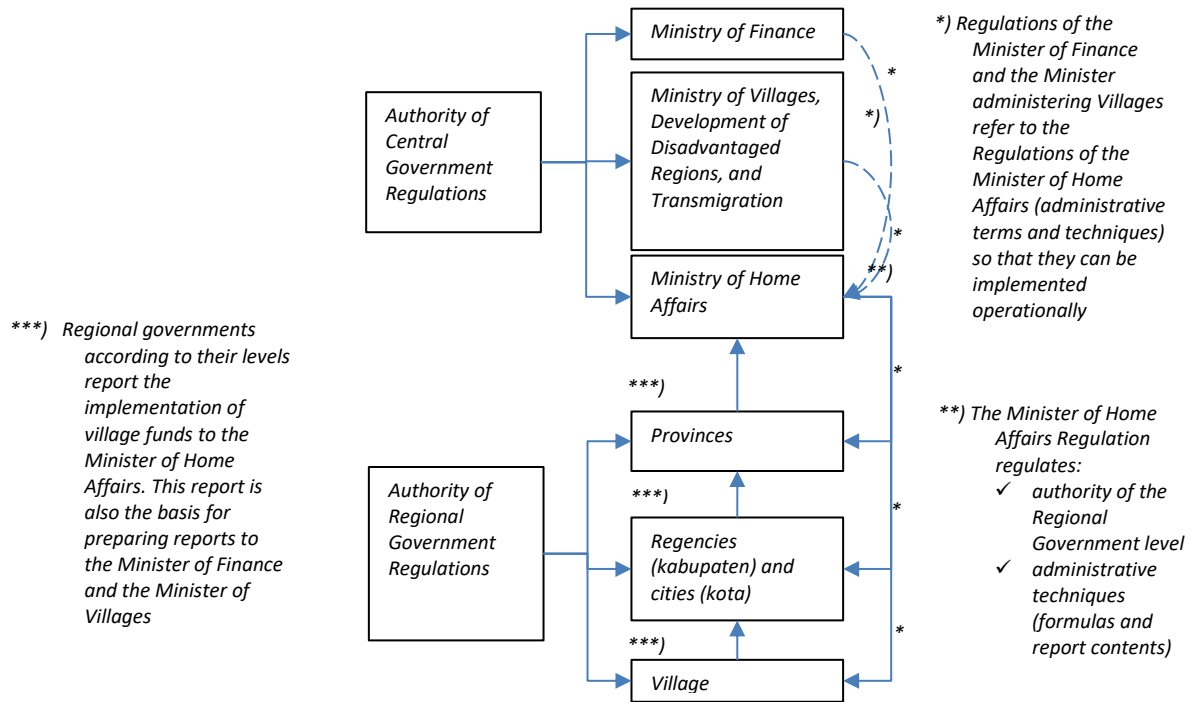 Ministry of Finance
Ministry of Villages,
Development of
Disadvantaged
Regions, and
Transmigration
Authority of
Central
Government
Regulations
Ministry of Home
Affairs
*
*)
*
**)
*) Regulations of the
Minister of Finance
and the Minister
administering Villages
refer to the
Regulations of the
Minister of Home
Affairs (administrative
terms and techniques)
so that they can be
implemented
operationally
***) Regional governments
according to their levels
report the
implementation of
village funds to the
Minister of Home
Affairs. This report is
also the basis for
preparing reports to
the Minister of Finance
and the Minister of
Villages
***)
*
Provinces
***)
*
Authority of
Regional
Government
Regulations
Regencies
(kabupaten) and
cities (kota)
***)
*
Village
**) The Minister of Home
Affairs Regulation
regulates:
✓ authority of the
Regional
Government level
✓ administrative
techniques
(formulas and
report contents)